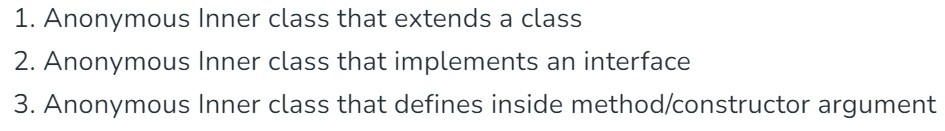 1. Anonymous Inner class that extends a class
2. Anonymous Inner class that implements an interface
3. Anonymous Inner class that defines inside method/constructor argument